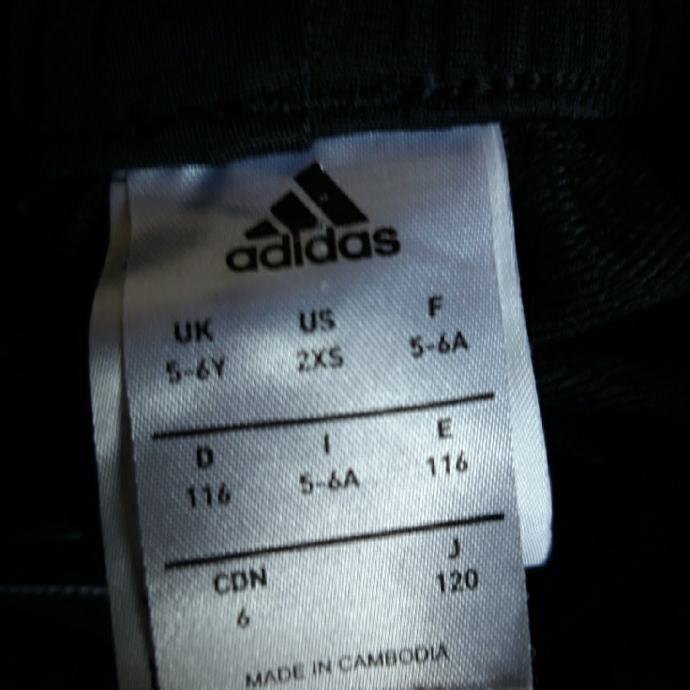 adidas
UK US F
5-6Y 2XS 5-6A
D I E
116 5-6A 116
CDN J
6 120
MADE IN CAMBODIA